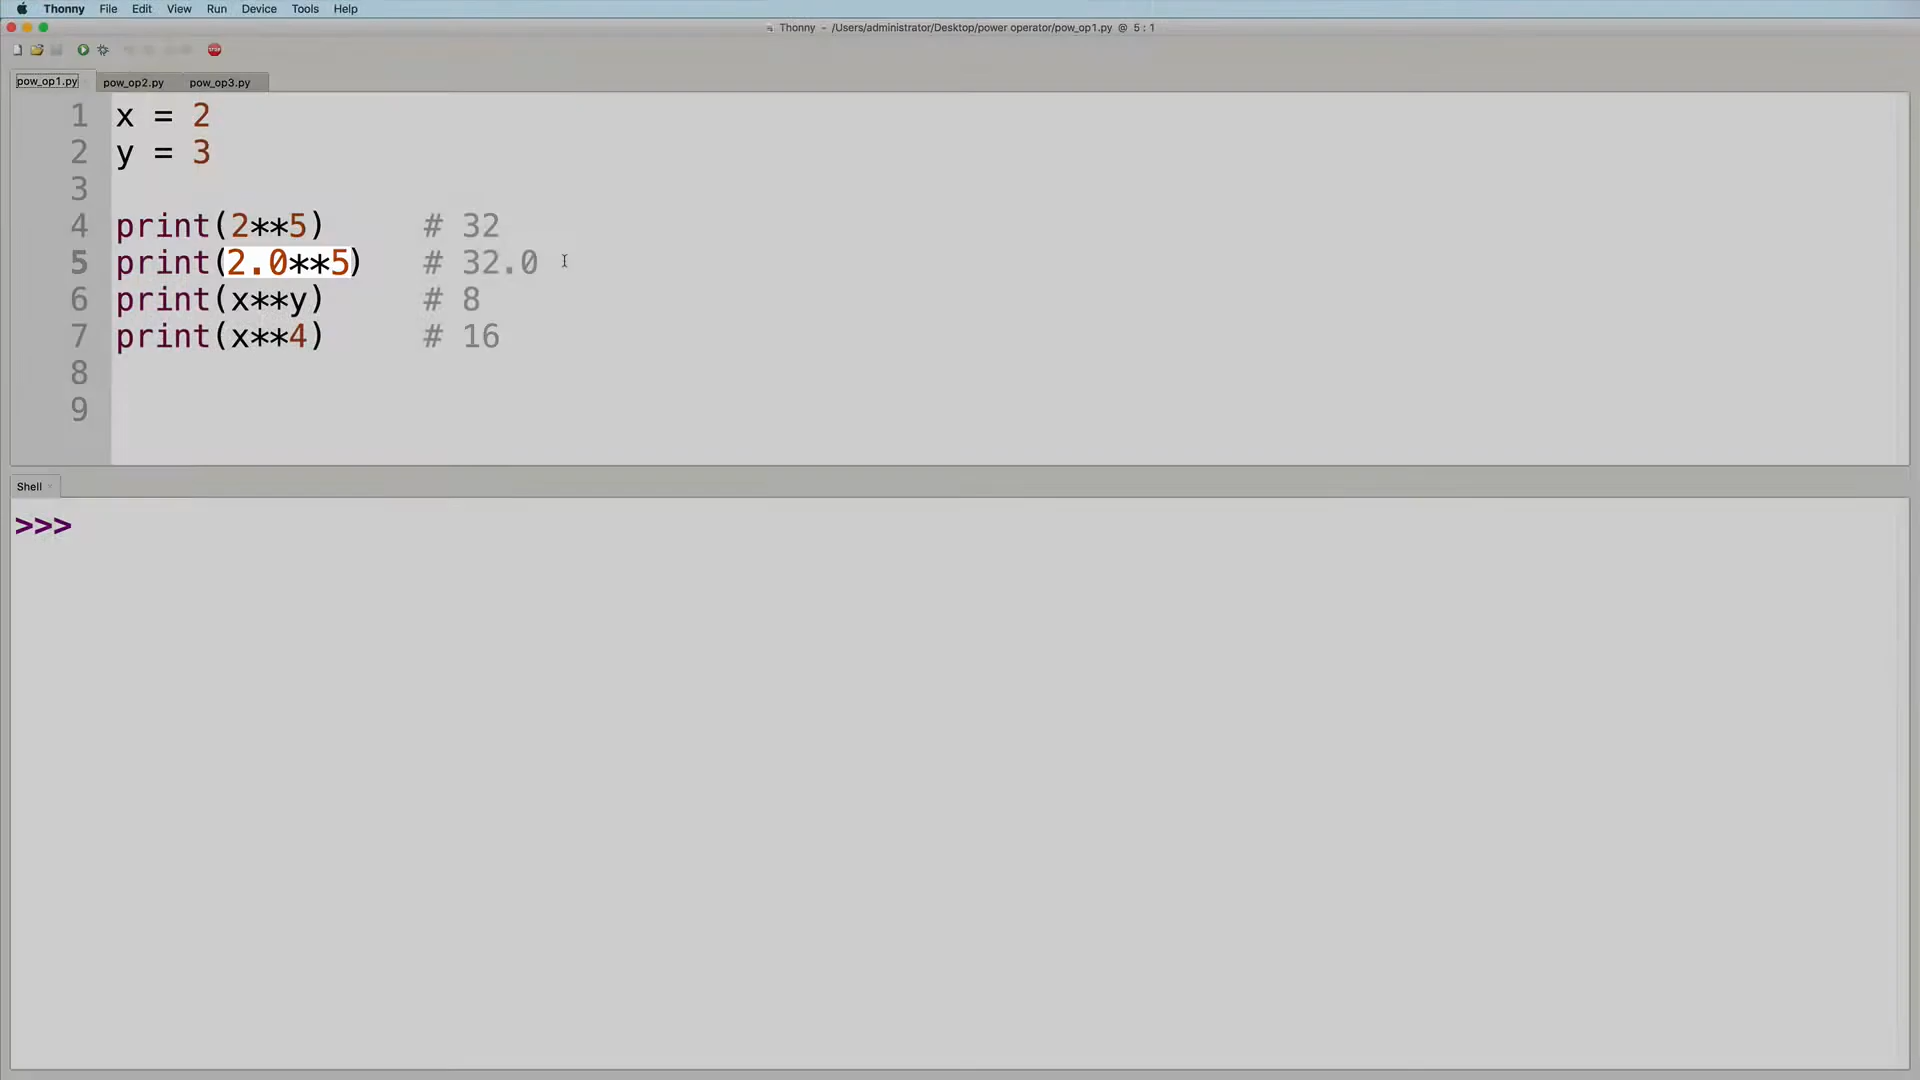 Thonny File Edit View Run Device Tools Help
Thonny - /Users/administrator/Desktop/power operator/pow_op1.py @ 5 : 1
STOP
pow_op1.py pow_op2.py pow_op3.py
1 x = 2
2 y = 3
3
4 print(2**5) # 32
5 print(2.0**5) # 32.0
6 print(x**y) # 8
7 print(x**4) # 16
8
9
Shell
>>>